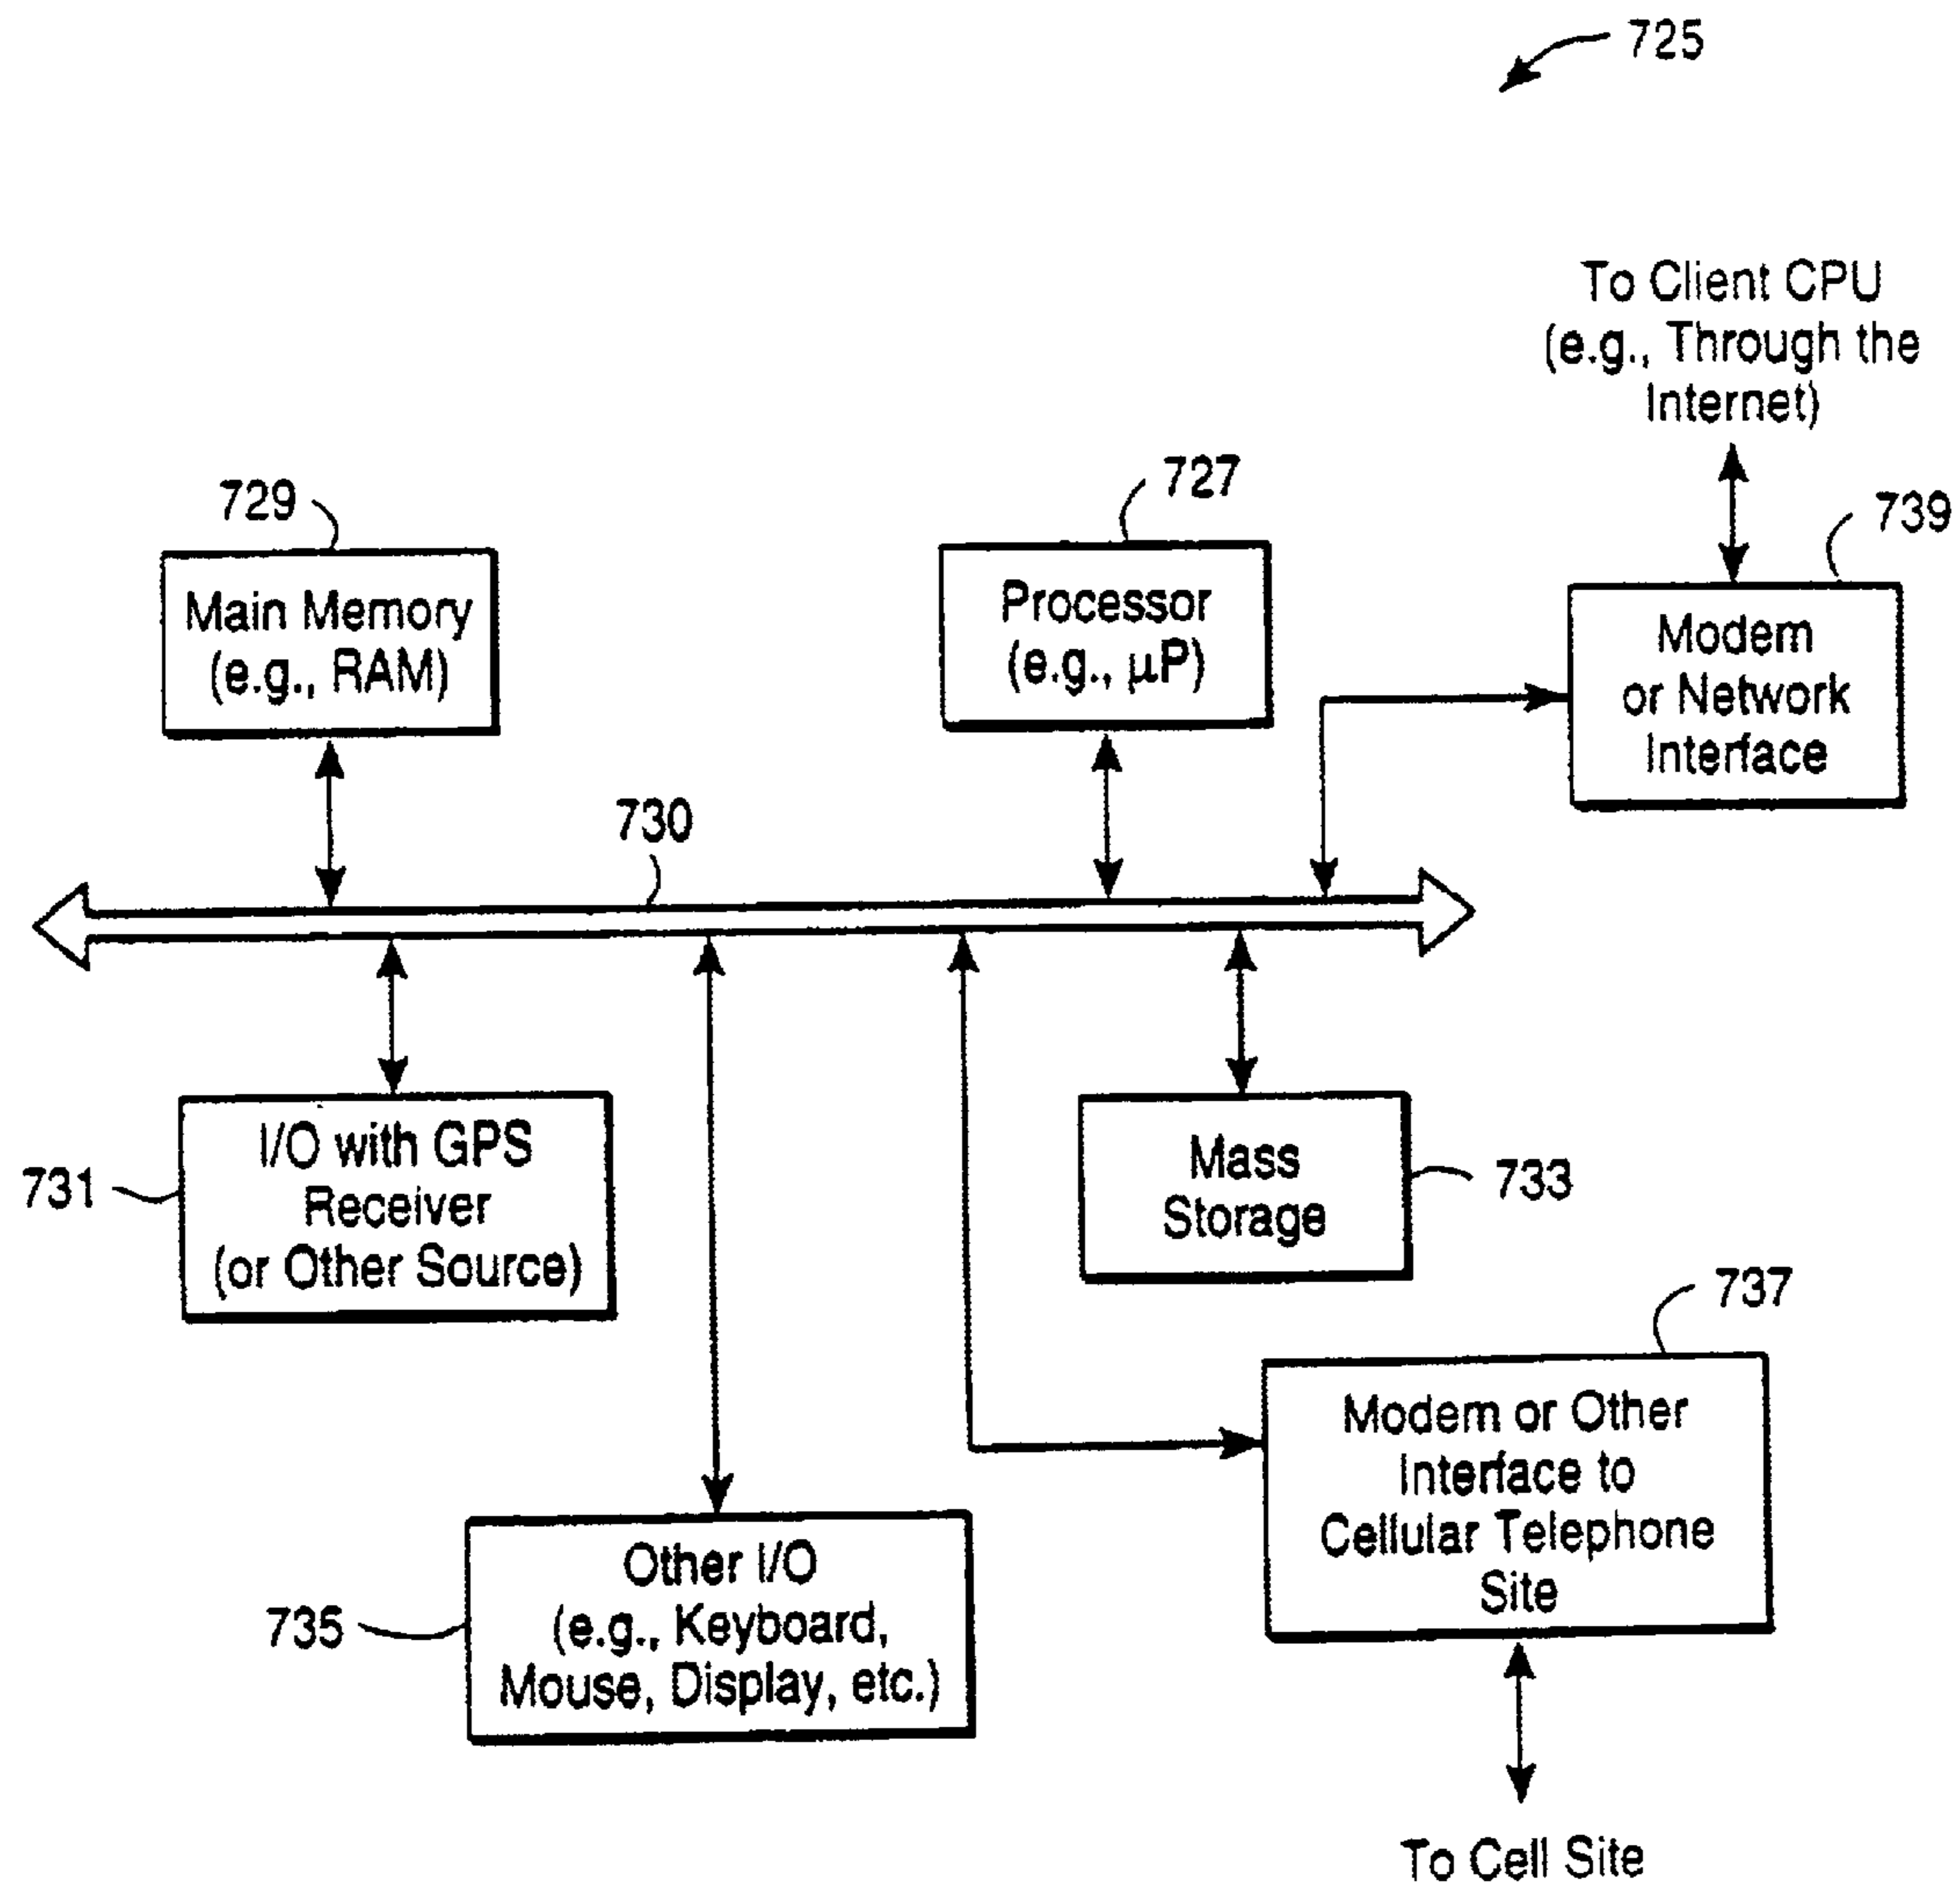 725
To Client CPU
(e.g., Through the
Internet)
727
729
739
Main Memory
(e.g., RAM)
Processor
(e.g., μP)
Modem
or Network
Interface
730
I/O with GPS
Receiver
(or Other Source)
731
Mass
Storage
733
737
Modem or Other
Interface to
Cellular Telephone
Site
Other I/O
(e.g., Keyboard,
Mouse, Display, etc.)
735
To Cell Site